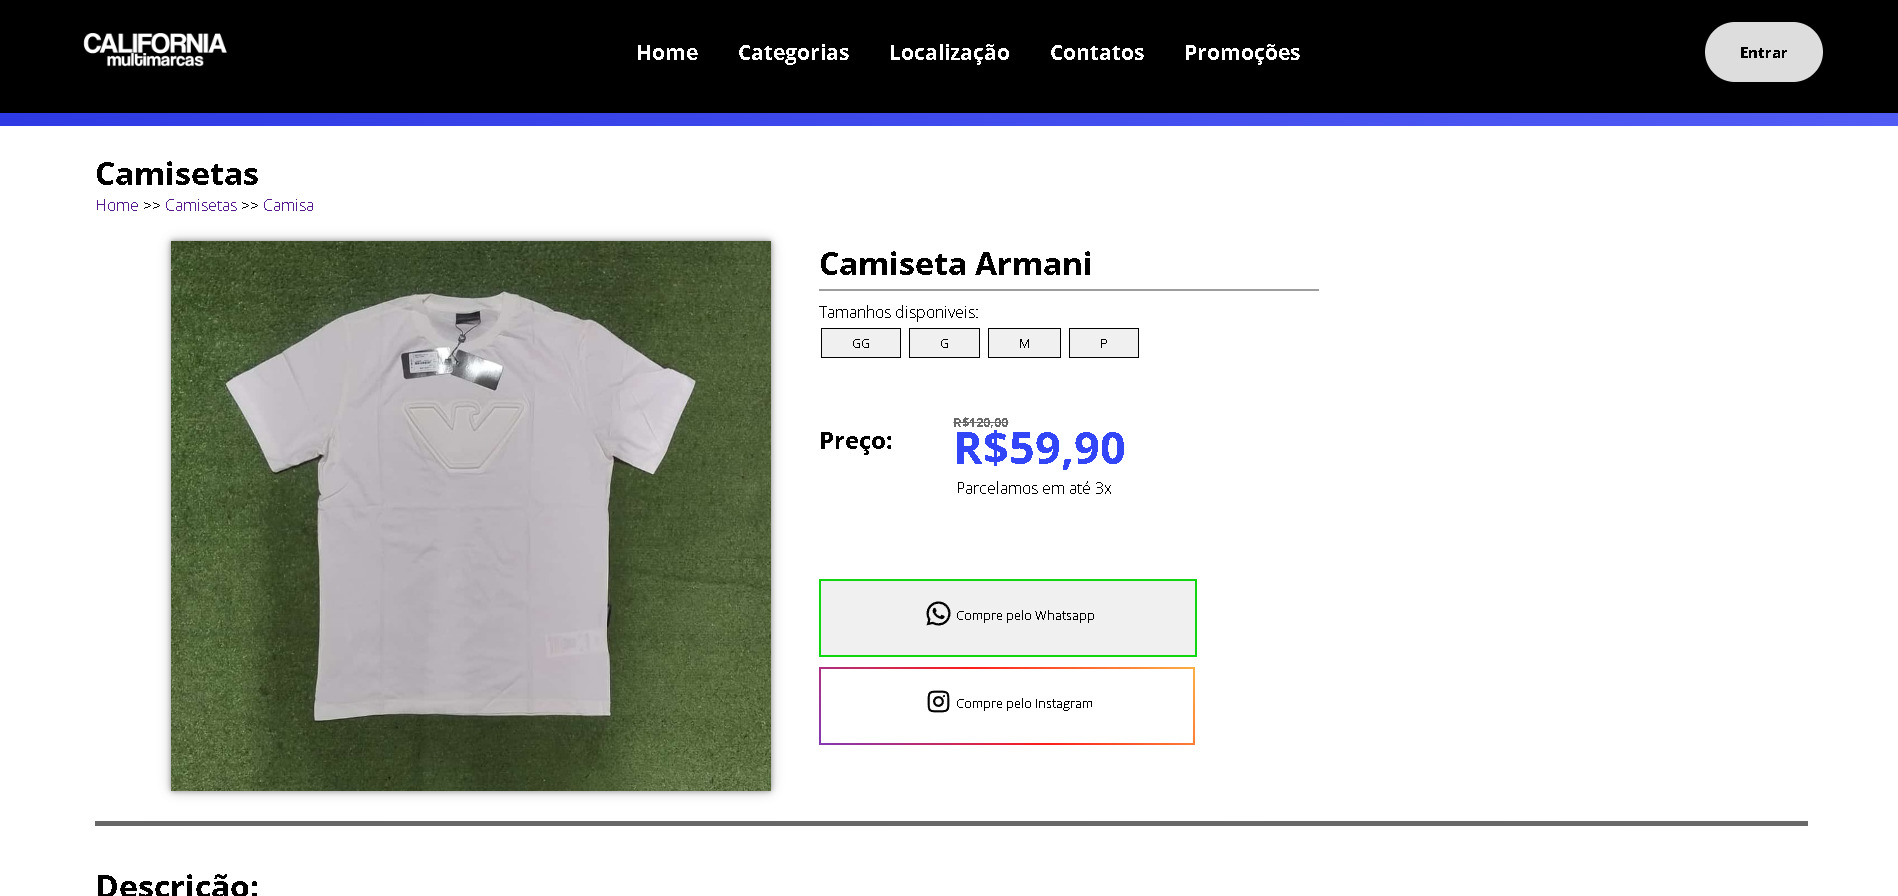 CALIFORNIA
multimarcas
Home Categorias Localização Contatos Promoções
Entrar
Camisetas
Home >> Camisetas >> Camisa
Camiseta Armani
Tamanhos disponiveis:
GG G M P
R$120,00
Preço: R$59,90
Parcelamos em até 3x
Compre pelo Whatsapp
Compre pelo Instagram
Descrição: